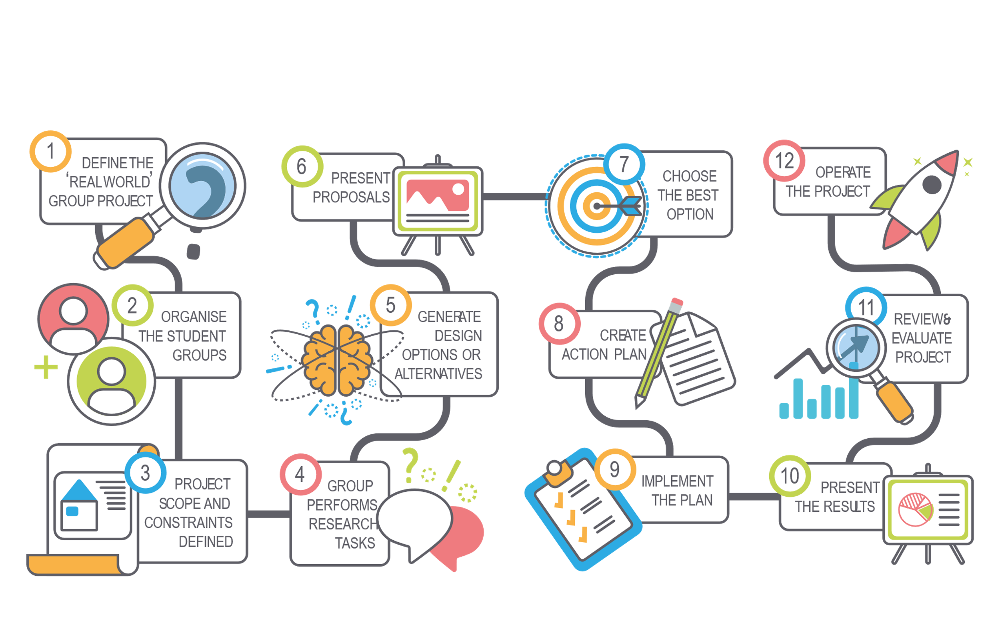 1
DEFINE THE
‘REAL WORLD’
GROUP PROJECT
2
ORGANISE
THE STUDENT
GROUPS
3
PROJECT
SCOPE AND
CONSTRAINTS
DEFINED
4
GROUP
PERFORMS
RESEARCH
TASKS
5
GENERATE
DESIGN
OPTIONS OR
ALTERNATIVES
6
PRESENT
PROPOSALS
7
CHOOSE
THE BEST
OPTION
8
CREATE
ACTION PLAN
9
IMPLEMENT
THE PLAN
10
PRESENT
THE RESULTS
11
REVIEW &
EVALUATE
PROJECT
12
OPERATE
THE PROJECT